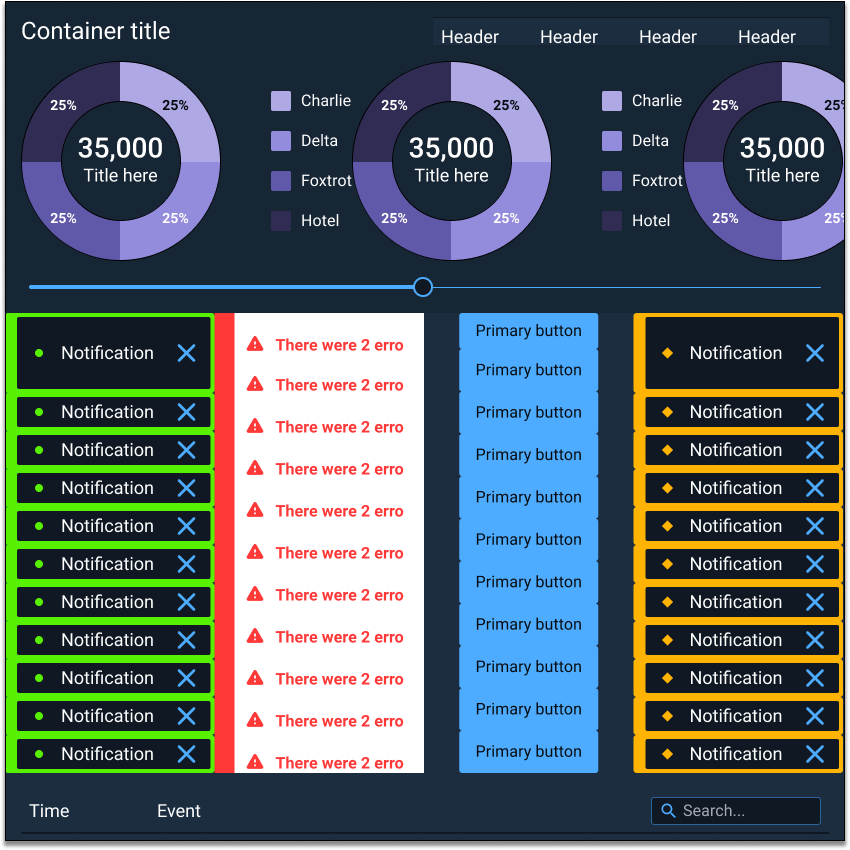 Container title
Header Header Header Header
25% 25% Charlie 25% 25% Charlie 25% 25%
35,000 Delta 35,000 Delta 35,000
Title here Title here Title here
Foxtrot Foxtrot
25% 25% Hotel 25% 25% Hotel 25% 25
Notification There were 2 erro Primary button Notification
There were 2 erro Primary button
Notification There were 2 erro Primary button Notification
Notification There were 2 erro Primary button Notification
Notification There were 2 erro Primary button Notification
Notification There were 2 erro Primary button Notification
Notification There were 2 erro Primary button Notification
Notification There were 2 erro Primary button Notification
Notification There were 2 erro Primary button Notification
Notification There were 2 erro Primary button Notification
Notification There were 2 erro Primary button Notification
Notification Notification
Time Event Search...